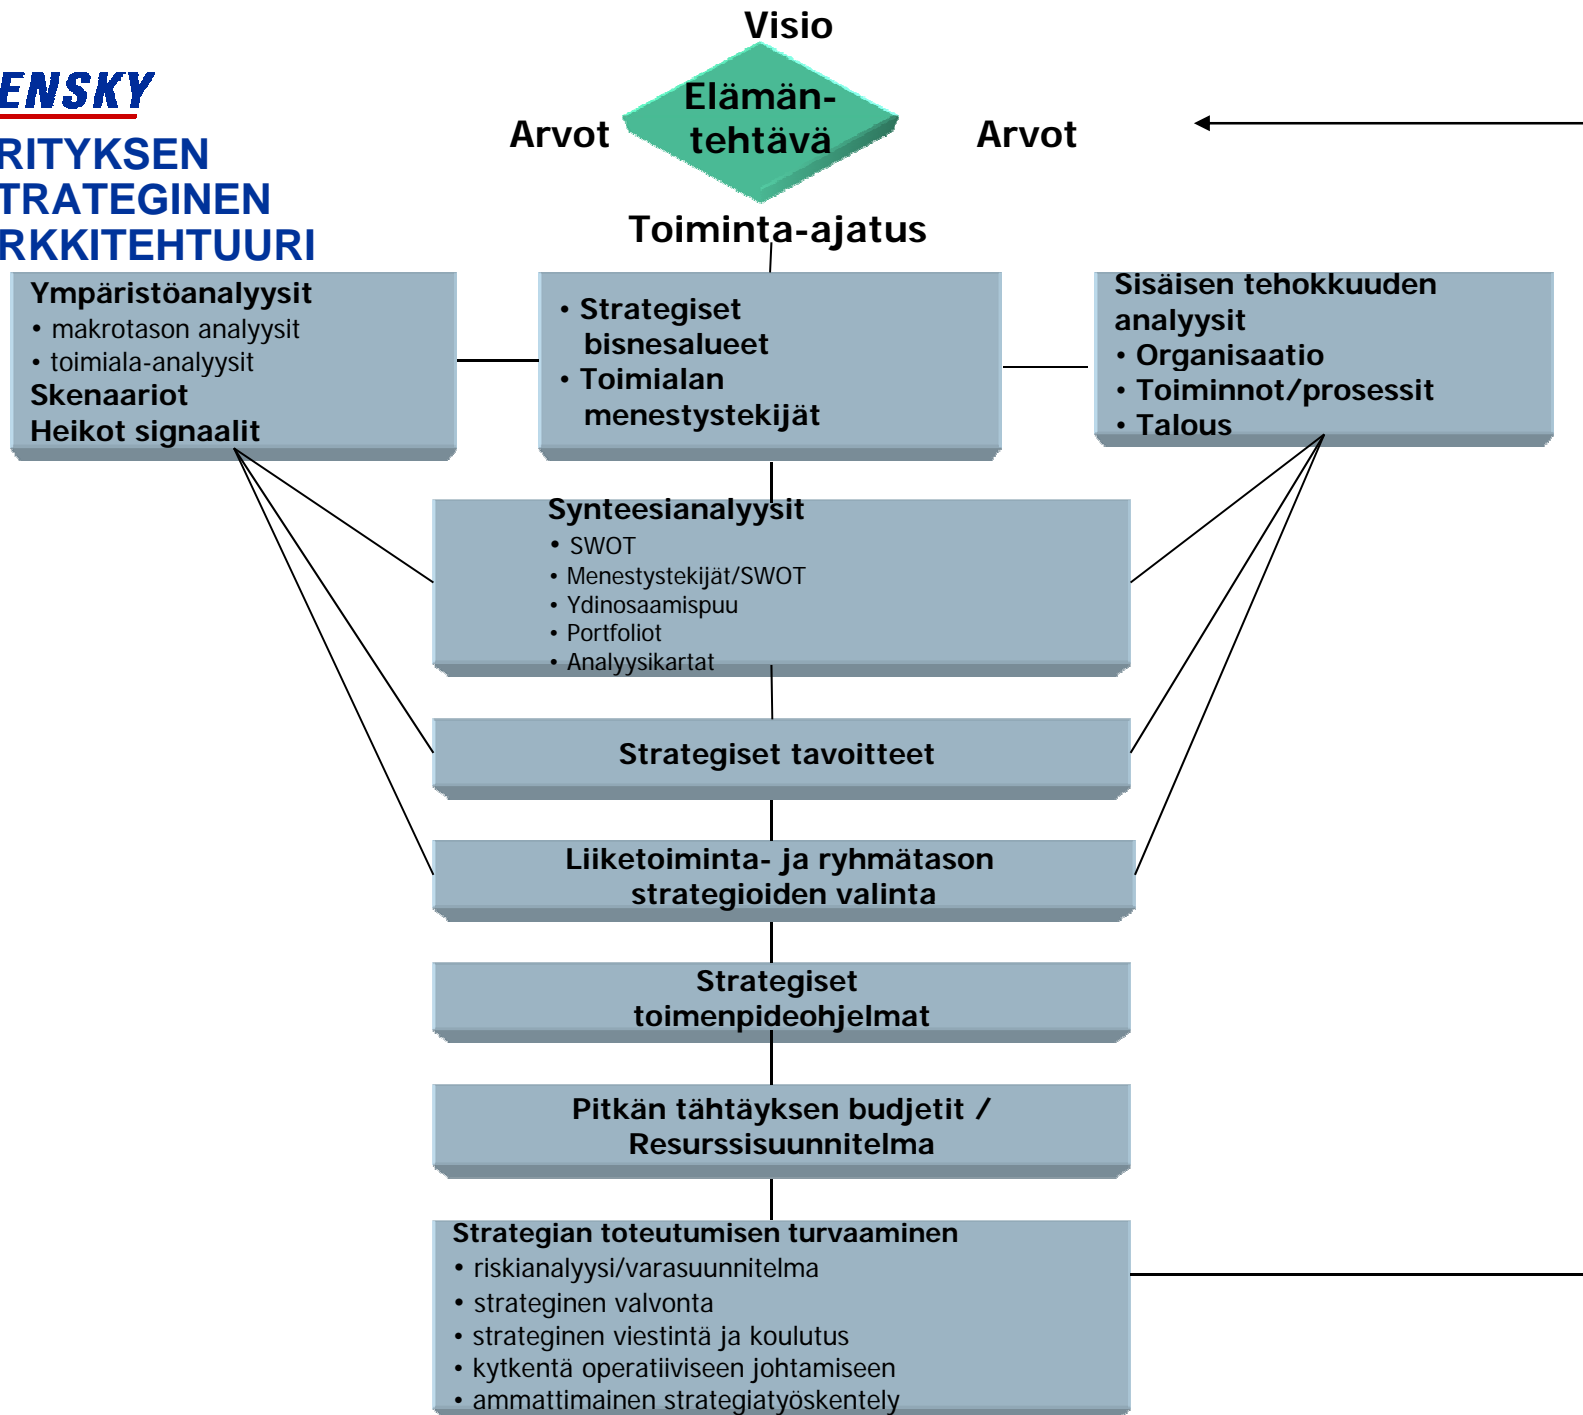 Visio
ENSKY
Elämän-
tehtävä
Arvot
Arvot
RITYKSEN
TRATEGINEN
RKKITEHTUURI
Toiminta-ajatus
Ympäristöanalyysit
• makrotason analyysit
• toimiala-analyysit
Skenaariot
Heikot signaalit
• Strategiset
bisnesalueet
• Toimialan
menestystekijät
Sisäisen tehokkuuden
analyysit
• Organisaatio
• Toiminnot/prosessit
• Talous
Synteesianalyysit
• SWOT
• Menestystekijät/SWOT
• Ydinosaamispuu
• Portfoliot
• Analyysikartat
Strategiset tavoitteet
Liiketoiminta- ja ryhmätason
strategioiden valinta
Strategiset
toimenpideohjelmat
Pitkän tähtäyksen budjetit /
Resurssisuunnitelma
Strategian toteutumisen turvaaminen
• riskianalyysi/varasuunnitelma
• strateginen valvonta
• strateginen viestintä ja koulutus
• kytkentä operatiiviseen johtamiseen
• ammattimainen strategiatyöskentely